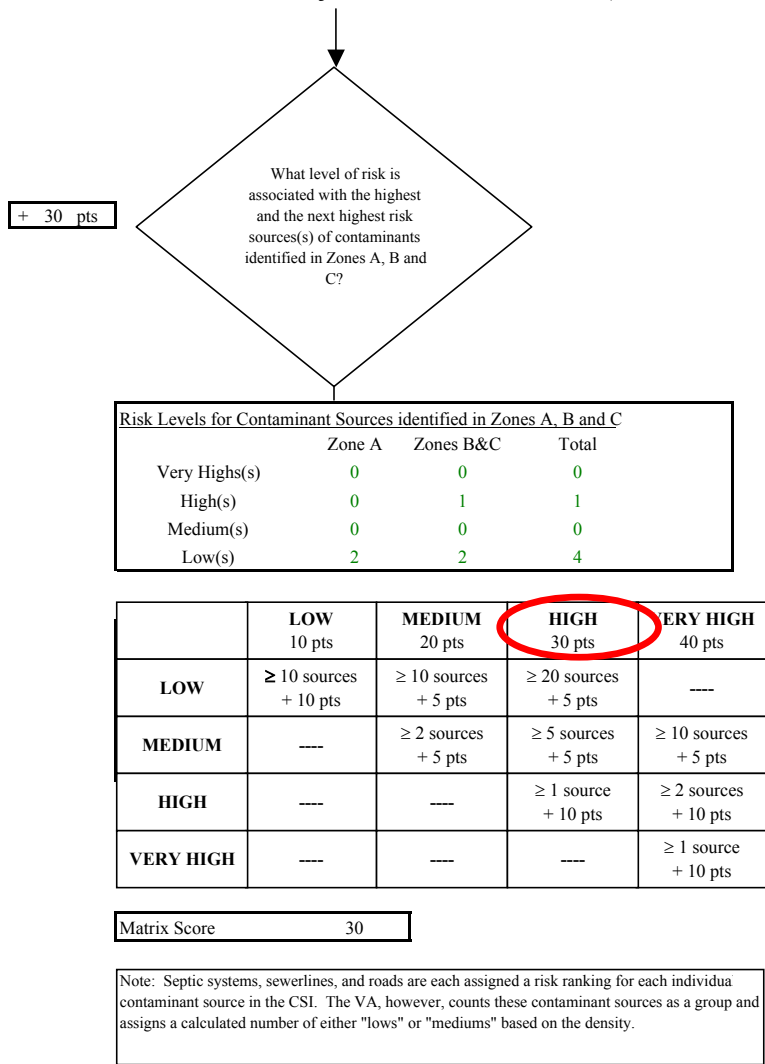 What level of risk is
associated with the highest
and the next highest risk
sources(s) of contaminants
identified in Zones A, B and
C?
+ 30 pts
Risk Levels for Contaminant Sources identified in Zones A, B and C
Zone A Zones B&C Total
Very Highs(s) 0 0 0
High(s) 0 1 1
Medium(s) 0 0 0
Low(s) 2 2 4
LOW MEDIUM HIGH VERY HIGH
10 pts 20 pts 30 pts 40 pts
LOW ≥ 10 sources ≥ 10 sources ≥ 20 sources ----
+ 10 pts + 5 pts + 5 pts
MEDIUM ---- ≥ 2 sources ≥ 5 sources ≥ 10 sources
+ 5 pts + 5 pts + 5 pts
HIGH ---- ---- ≥ 1 source ≥ 2 sources
+ 10 pts + 10 pts
VERY HIGH ---- ---- ---- ≥ 1 source
+ 10 pts
Matrix Score 30
Note: Septic systems, sewerlines, and roads are each assigned a risk ranking for each individua
contaminant source in the CSI. The VA, however, counts these contaminant sources as a group and
assigns a calculated number of either "lows" or "mediums" based on the density.